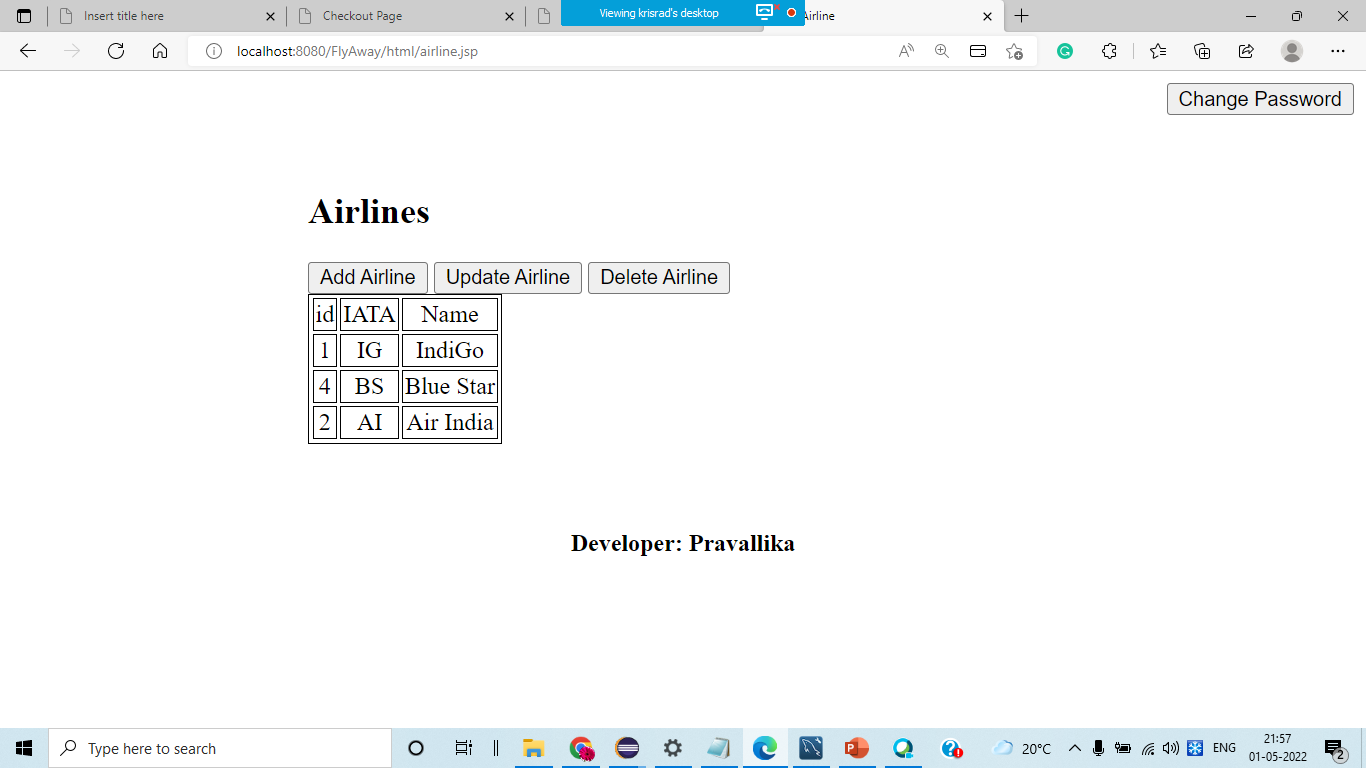 Insert title here
Checkout Page
Viewing krisrad's desktop
Airline
localhost:8080/FlyAway/html/airline.jsp
Change Password
Airlines
Add Airline Update Airline Delete Airline
id IATA Name
1 IG IndiGo
4 BS Blue Star
2 AI Air India
Developer: Pravallika
Type here to search
20°C
ENG
21:57
01-05-2022
2